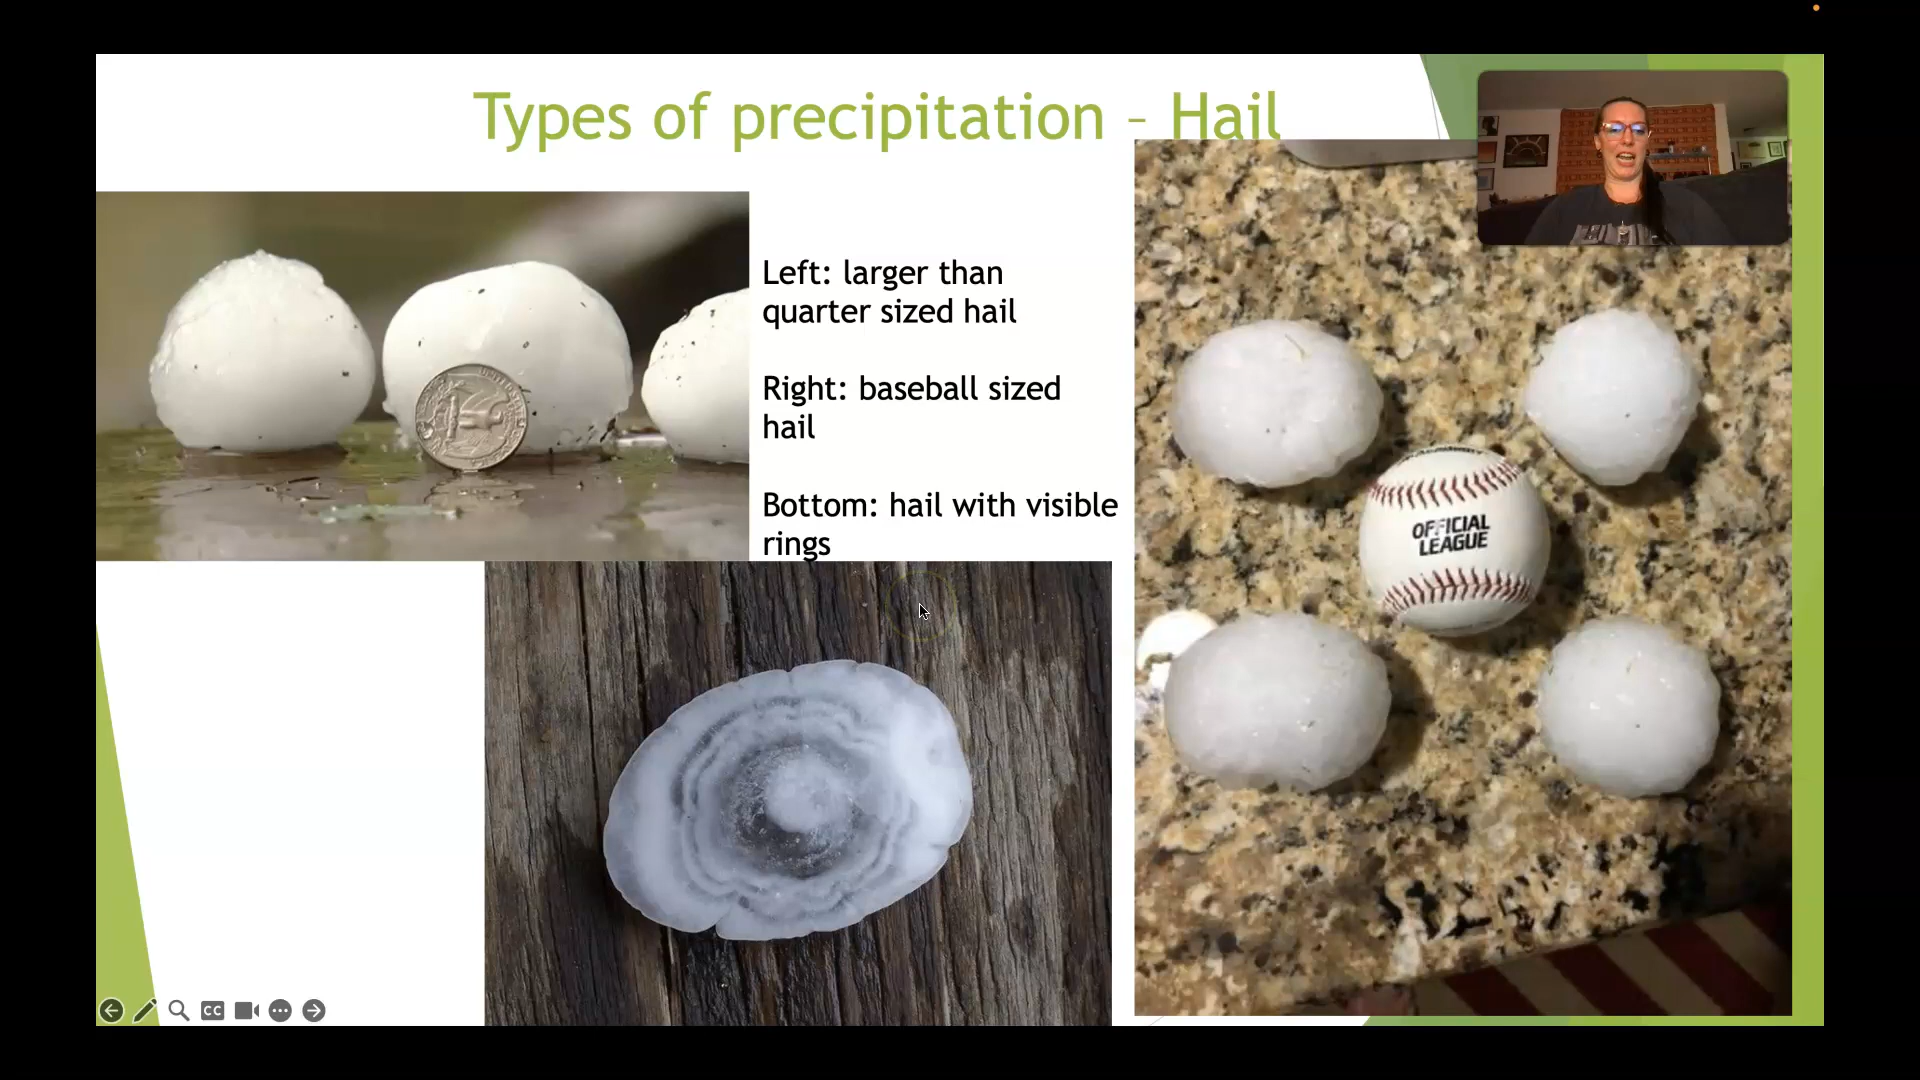 Types of precipitation – Hail
Left: larger than
quarter sized hail
Right: baseball sized
hail
Bottom: hail with visible
rings
OFFICIAL
LEAGUE
CC